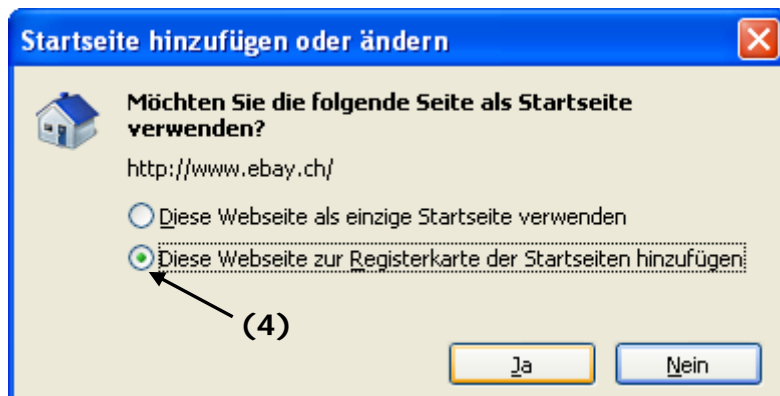 Startseite hinzufügen oder ändern
Möchten Sie die folgende Seite als Startseite
verwenden?
http://www.ebay.ch/
Diese Webseite als einzige Startseite verwenden
Diese Webseite zur Registerkarte der Startseiten hinzufügen
(4)
Ja
Nein